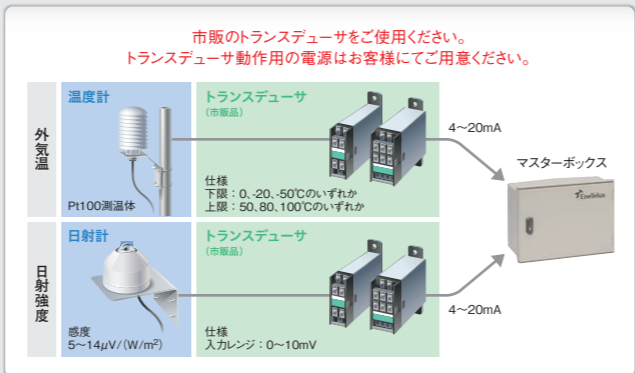 市販のトランスデューサをご使用ください。
トランスデューサ動作用の電源はお客様にてご用意ください。
外気温
温度計
Pt100測温体
トランスデューサ
(市販品)
仕様
下限：0、-20、-50℃のいずれか
上限：50、80、100℃のいずれか
4〜20mA
マスターボックス
Enetelus
日射強度
日射計
感度
5〜14μV/(W/m²)
トランスデューサ
(市販品)
仕様
入力レンジ：0〜10mV
4〜20mA